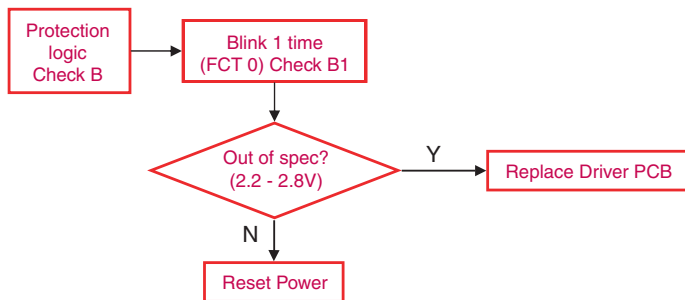 Protection
logic
Check B
Blink 1 time
(FCT 0) Check B1
Out of spec?
(2.2 - 2.8V)
Y
Replace Driver PCB
N
Reset Power